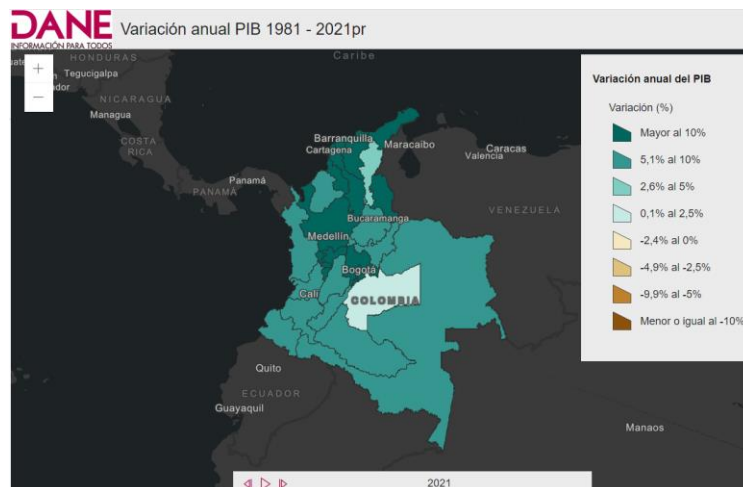 DANE
INFORMACIÓN PARA TODOS
Variación anual PIB 1981 - 2021pr
+
−
HONDURAS
Tegucigalpa
Caribe
NICARAGUA
Managua
COSTA
RICA
PANAMÁ
Panamá
Barranquilla
Cartagena
Maracaibo
Caracas
Valencia
VENEZUELA
Bucaramanga
Medellín
Bogotá
COLOMBIA
Cali
Quito
ECUADOR
Guayaquil
Manaos
Variación anual del PIB
Variación (%)
Mayor al 10%
5,1% al 10%
2,6% al 5%
0,1% al 2,5%
-2,4% al 0%
-4,9% al -2,5%
-9,9% al -5%
Menor o igual al -10%
2021